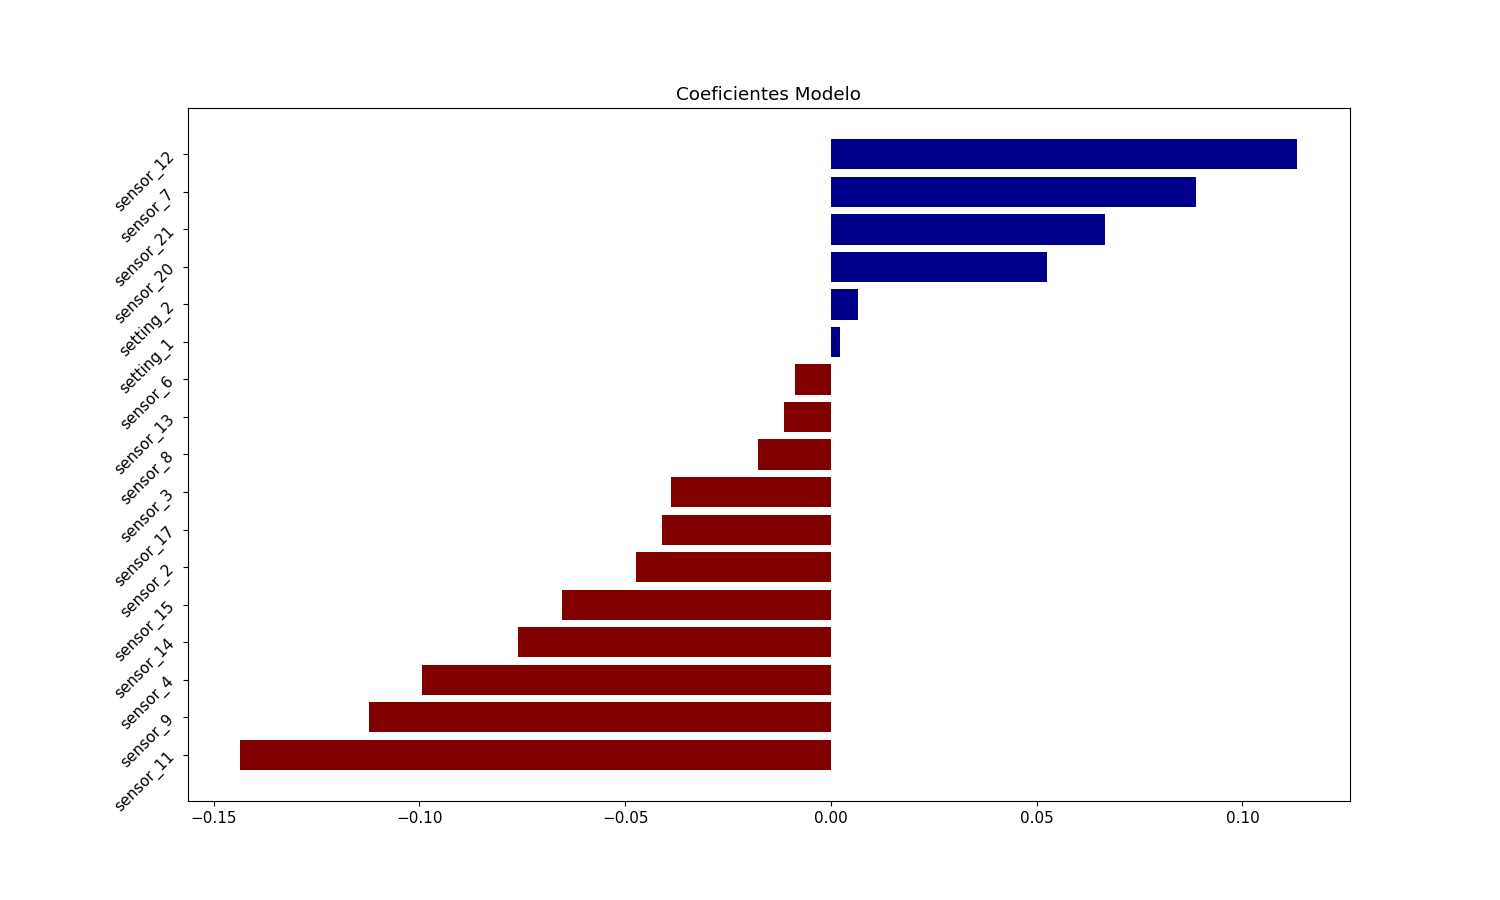 Coeficientes Modelo
sensor_12
sensor_7
sensor_21
sensor_20
setting_2
setting_1
sensor_6
sensor_13
sensor_8
sensor_3
sensor_17
sensor_2
sensor_15
sensor_14
sensor_4
sensor_9
sensor_11
−0.15 −0.10 −0.05 0.00 0.05 0.10